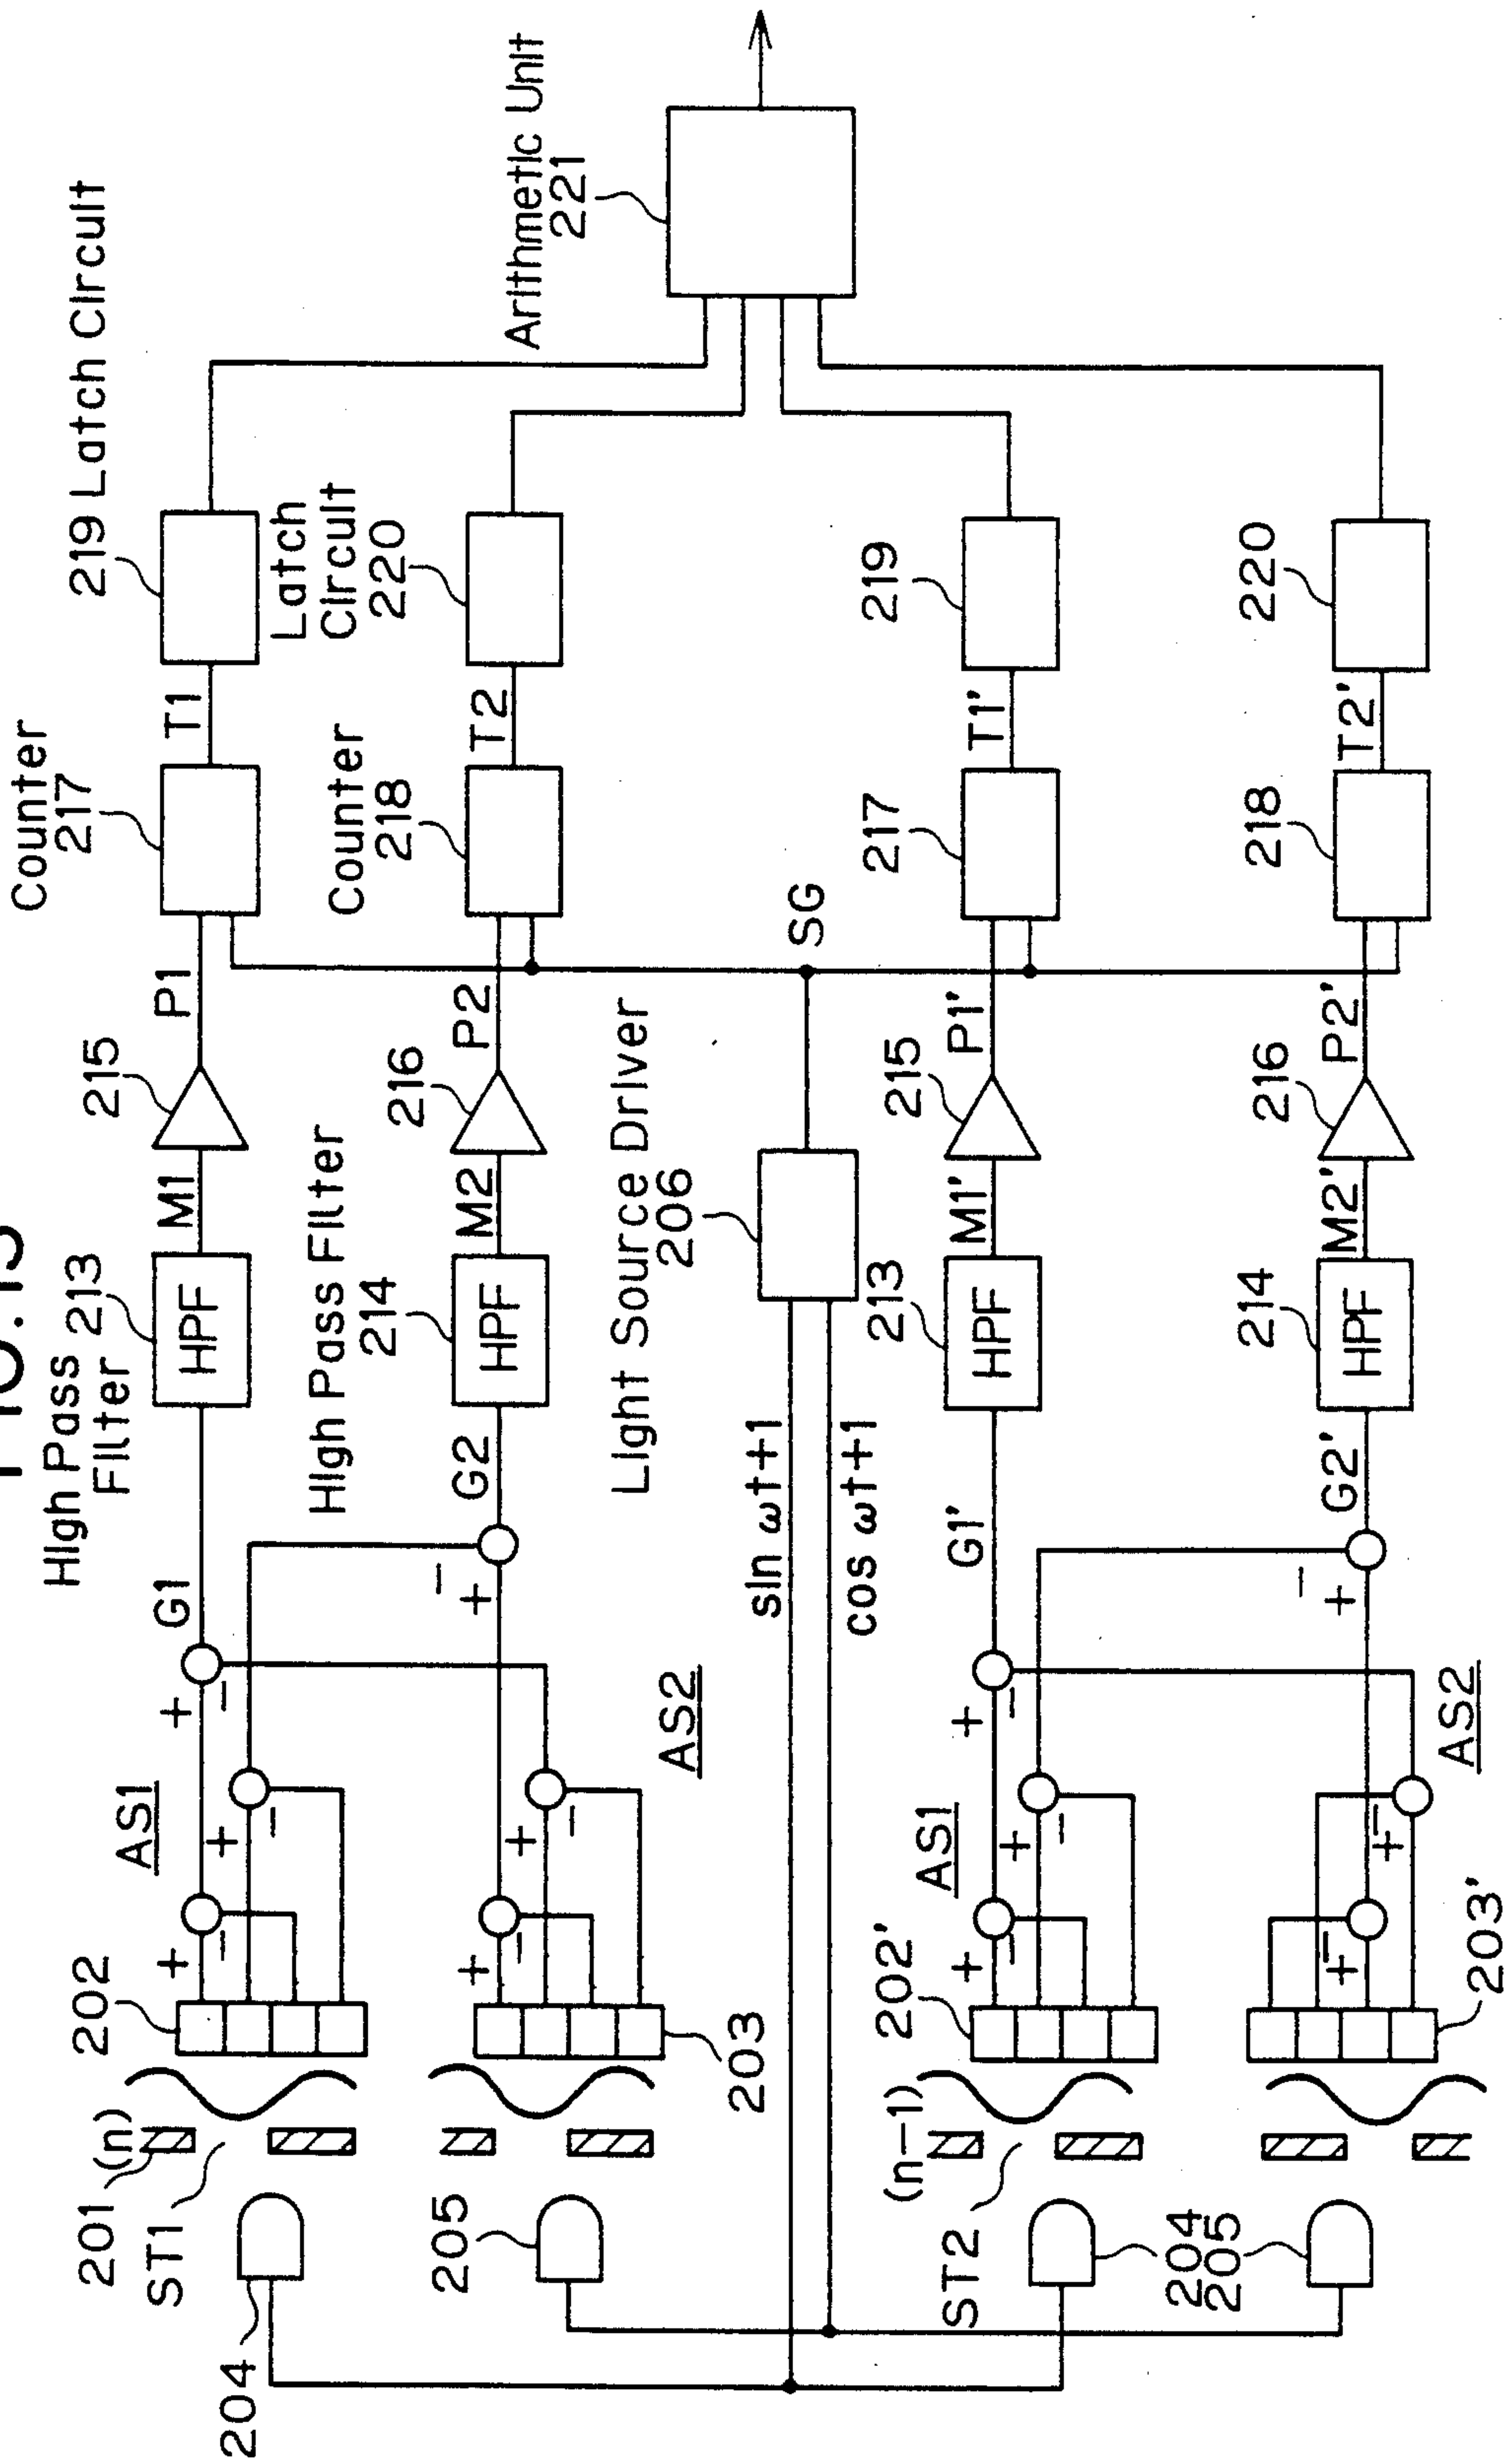 219 Latch Circuit
Counter
217
T1
Latch
Circuit
220
Counter
218
T2
Arithmetic Unit
221
P1
215
M1
High Pass 213
Filter
HPF
G1
P2
216
M2
High Pass Filter
214
HPF
G2
Light Source Driver
206
SG
sin ωt+1
cos ωt+1
+
−
+
−
+
−
AS1
202
+
−
+
−
+
−
AS2
203
201
(n)
ST1
204
205
219
T1'
217
P1'
215
M1'
213
HPF
G1'
220
T2'
218
P2'
216
M2'
214
HPF
G2'
+
−
+
−
+
−
AS1
202'
+
−
+
−
+
−
AS2
203'
(n-1)
ST2
204
205